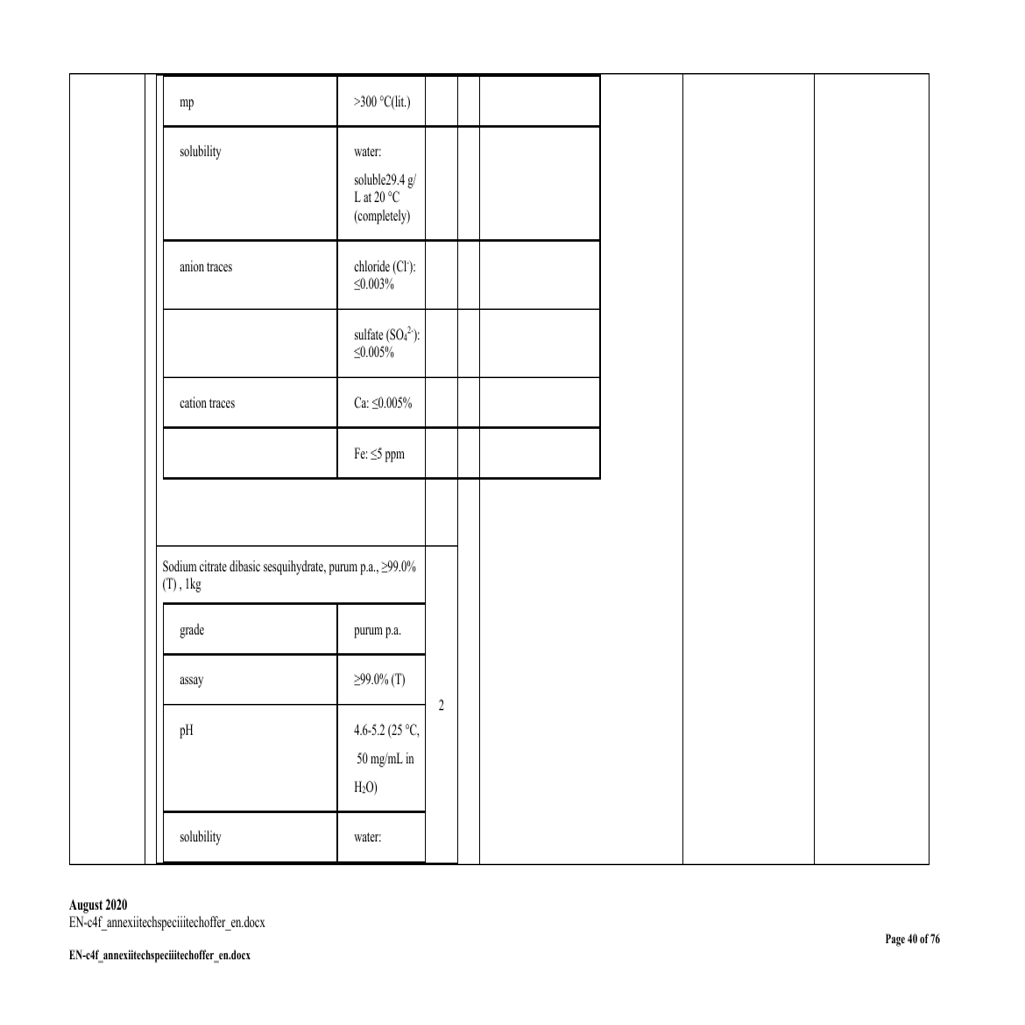 mp
>300 °C(lit.)
solubility
water:
soluble29.4 g/
L at 20 °C
(completely)
anion traces
chloride (Cl⁻):
≤0.003%
sulfate (SO₄²⁻):
≤0.005%
cation traces
Ca: ≤0.005%
Fe: ≤5 ppm
Sodium citrate dibasic sesquihydrate, purum p.a., ≥99.0%
(T) , 1kg
grade
purum p.a.
assay
≥99.0% (T)
2
pH
4.6-5.2 (25 °C,
50 mg/mL in
H₂O)
solubility
water:
August 2020
EN-c4f_annexiitechspeciiitechoffer_en.docx
Page 40 of 76
EN-c4f_annexiitechspeciiitechoffer_en.docx